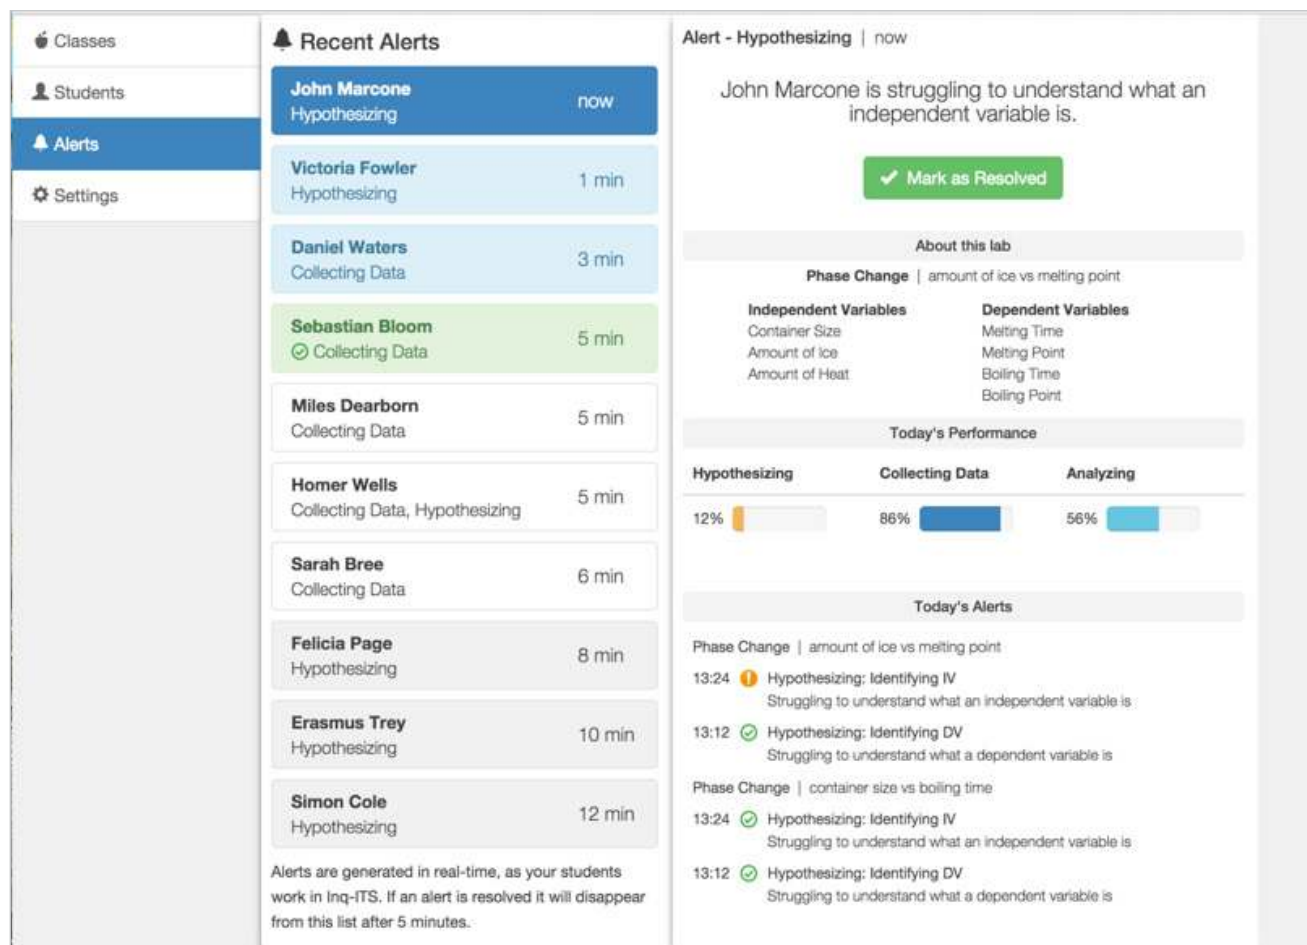 Classes
Students
Alerts
Settings
Recent Alerts
John Marcone
Hypothesizing
now
Victoria Fowler
Hypothesizing
1 min
Daniel Waters
Collecting Data
3 min
Sebastian Bloom
Collecting Data
5 min
Miles Dearborn
Collecting Data
5 min
Homer Wells
Collecting Data, Hypothesizing
5 min
Sarah Bree
Collecting Data
6 min
Felicia Page
Hypothesizing
8 min
Erasmus Trey
Hypothesizing
10 min
Simon Cole
Hypothesizing
12 min
Alerts are generated in real-time, as your students
work in Inq-ITS. If an alert is resolved it will disappear
from this list after 5 minutes.
Alert - Hypothesizing | now
John Marcone is struggling to understand what an
independent variable is.
Mark as Resolved
About this lab
Phase Change | amount of ice vs melting point
Independent Variables
Container Size
Amount of Ice
Amount of Heat
Dependent Variables
Melting Time
Melting Point
Boiling Time
Boiling Point
Today's Performance
Hypothesizing Collecting Data Analyzing
12% 86% 56%
Today's Alerts
Phase Change | amount of ice vs melting point
13:24 Hypothesizing: Identifying IV
Struggling to understand what an independent variable is
13:12 Hypothesizing: Identifying DV
Struggling to understand what a dependent variable is
Phase Change | container size vs boiling time
13:24 Hypothesizing: Identifying IV
Struggling to understand what an independent variable is
13:12 Hypothesizing: Identifying DV
Struggling to understand what a dependent variable is